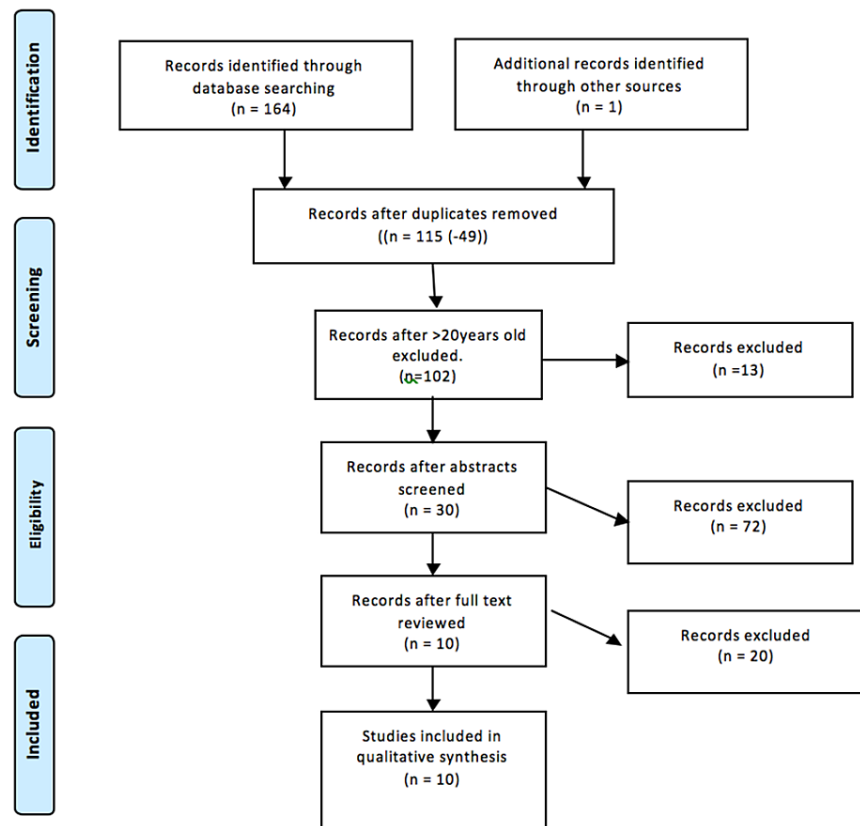 Identification
Records identified through
database searching
(n = 164)
Additional records identified
through other sources
(n = 1)
Records after duplicates removed
((n = 115 (-49))
Screening
Records after >20years old
excluded.
(n=102)
Records excluded
(n =13)
Eligibility
Records after abstracts
screened
(n = 30)
Records excluded
(n = 72)
Records after full text
reviewed
(n = 10)
Records excluded
(n = 20)
Included
Studies included in
qualitative synthesis
(n = 10)